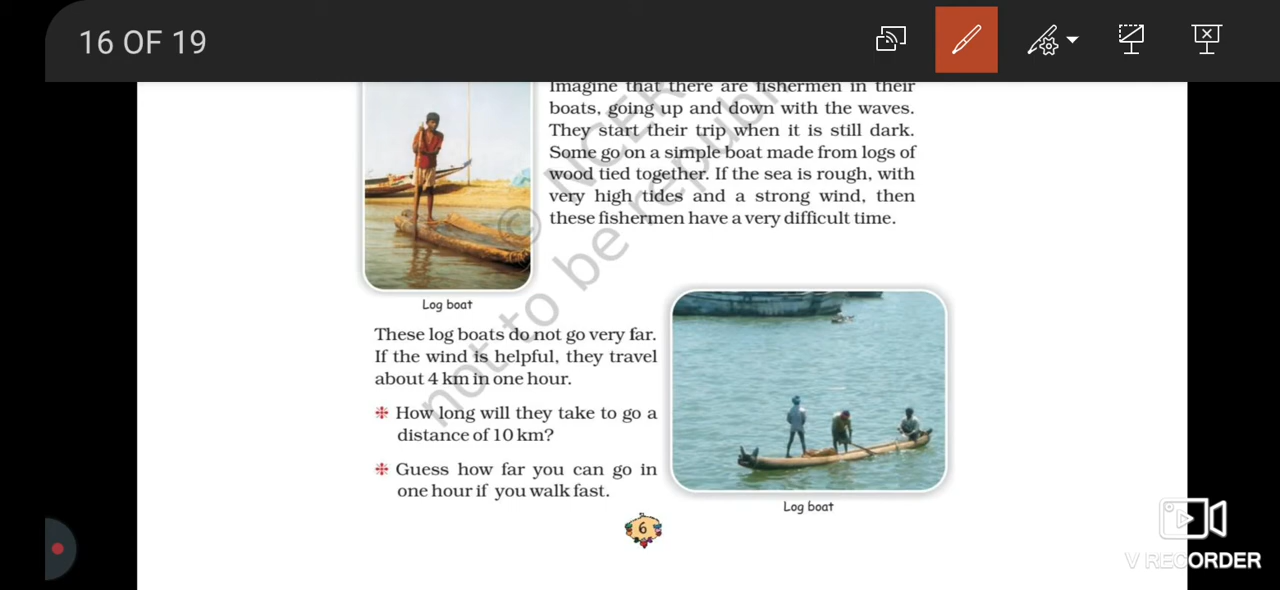 16 OF 19
Imagine that there are fishermen in their
boats, going up and down with the waves.
They start their trip when it is still dark.
Some go on a simple boat made from logs of
wood tied together. If the sea is rough, with
very high tides and a strong wind, then
these fishermen have a very difficult time.
Log boat
These log boats do not go very far.
If the wind is helpful, they travel
about 4 km in one hour.
❉ How long will they take to go a
distance of 10 km?
❉ Guess how far you can go in
one hour if you walk fast.
Log boat
6
© NCER
not to be republ
V RECORDER